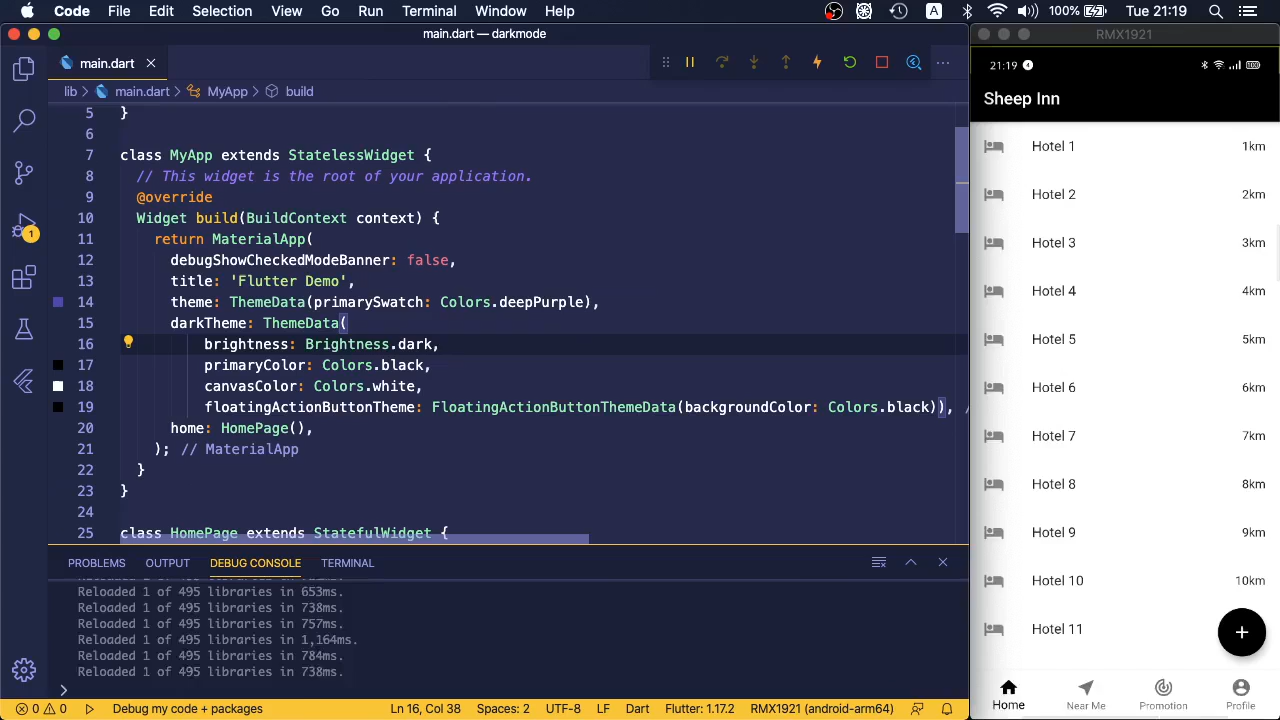 Code File Edit Selection View Go Run Terminal Window Help
A 100% Tue 21:19
main.dart — darkmode
main.dart
lib main.dart MyApp build
5 }
6
7 class MyApp extends StatelessWidget {
8 // This widget is the root of your application.
9 @override
10 Widget build(BuildContext context) {
11 return MaterialApp(
12 debugShowCheckedModeBanner: false,
13 title: 'Flutter Demo',
14 theme: ThemeData(primarySwatch: Colors.deepPurple),
15 darkTheme: ThemeData(
16 brightness: Brightness.dark,
17 primaryColor: Colors.black,
18 canvasColor: Colors.white,
19 floatingActionButtonTheme: FloatingActionButtonThemeData(backgroundColor: Colors.black)), /
20 home: HomePage(),
21 ); // MaterialApp
22 }
23 }
24
25 class HomePage extends StatefulWidget {
1
PROBLEMS OUTPUT DEBUG CONSOLE TERMINAL
Reloaded 1 of 495 libraries in 653ms.
Reloaded 1 of 495 libraries in 738ms.
Reloaded 1 of 495 libraries in 757ms.
Reloaded 1 of 495 libraries in 1,164ms.
Reloaded 1 of 495 libraries in 784ms.
Reloaded 1 of 495 libraries in 738ms.
0 0 Debug my code + packages Ln 16, Col 38 Spaces: 2 UTF-8 LF Dart Flutter: 1.17.2 RMX1921 (android-arm64)
RMX1921
21:19 4
Sheep Inn
Hotel 1 1km
Hotel 2 2km
Hotel 3 3km
Hotel 4 4km
Hotel 5 5km
Hotel 6 6km
Hotel 7 7km
Hotel 8 8km
Hotel 9 9km
Hotel 10 10km
Hotel 11
Home Near Me Promotion Profile